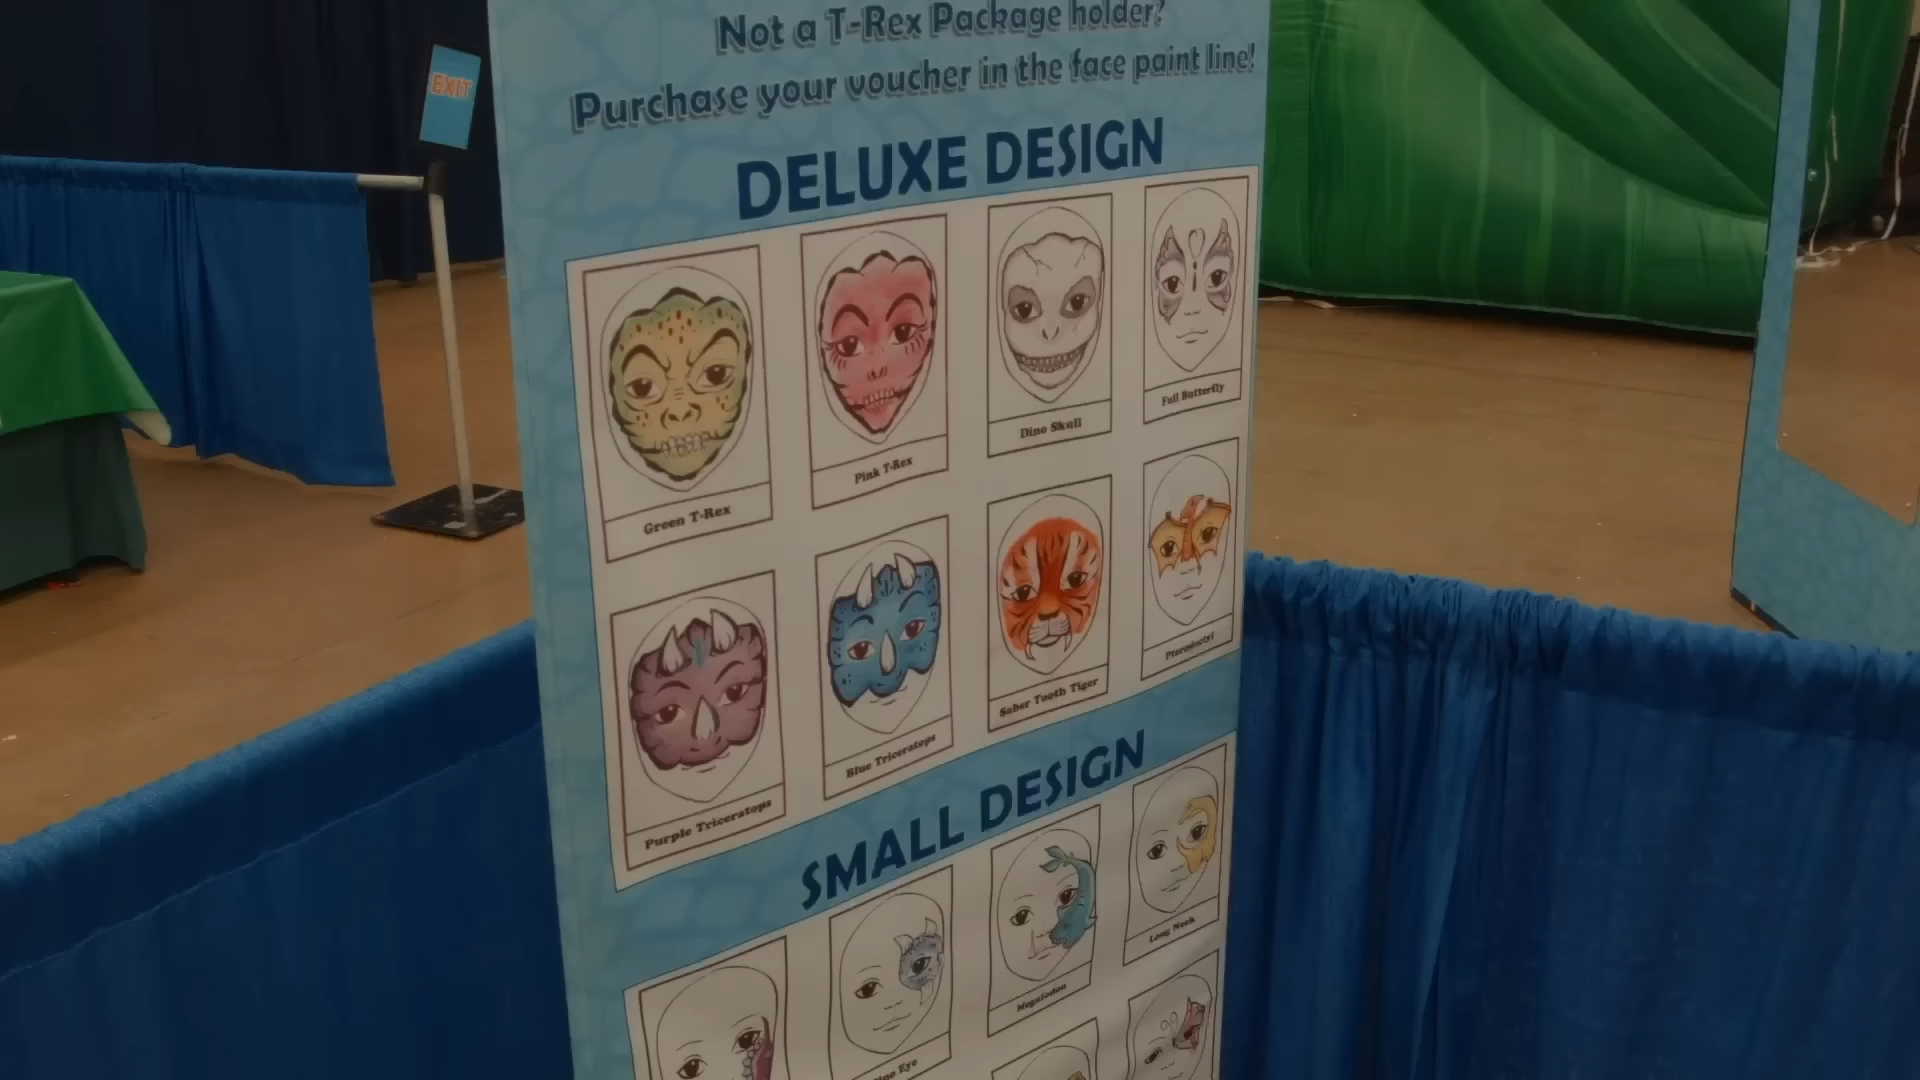 Not a T-Rex Package holder?
Purchase your voucher in the face paint line!
EXIT
DELUXE DESIGN
Green T-Rex
Pink T-Rex
Dino Skull
Full Butterfly
Purple Triceratops
Blue Triceratops
Saber Tooth Tiger
Pterodactyl
SMALL DESIGN
Eye
Megalodon
Long Neck